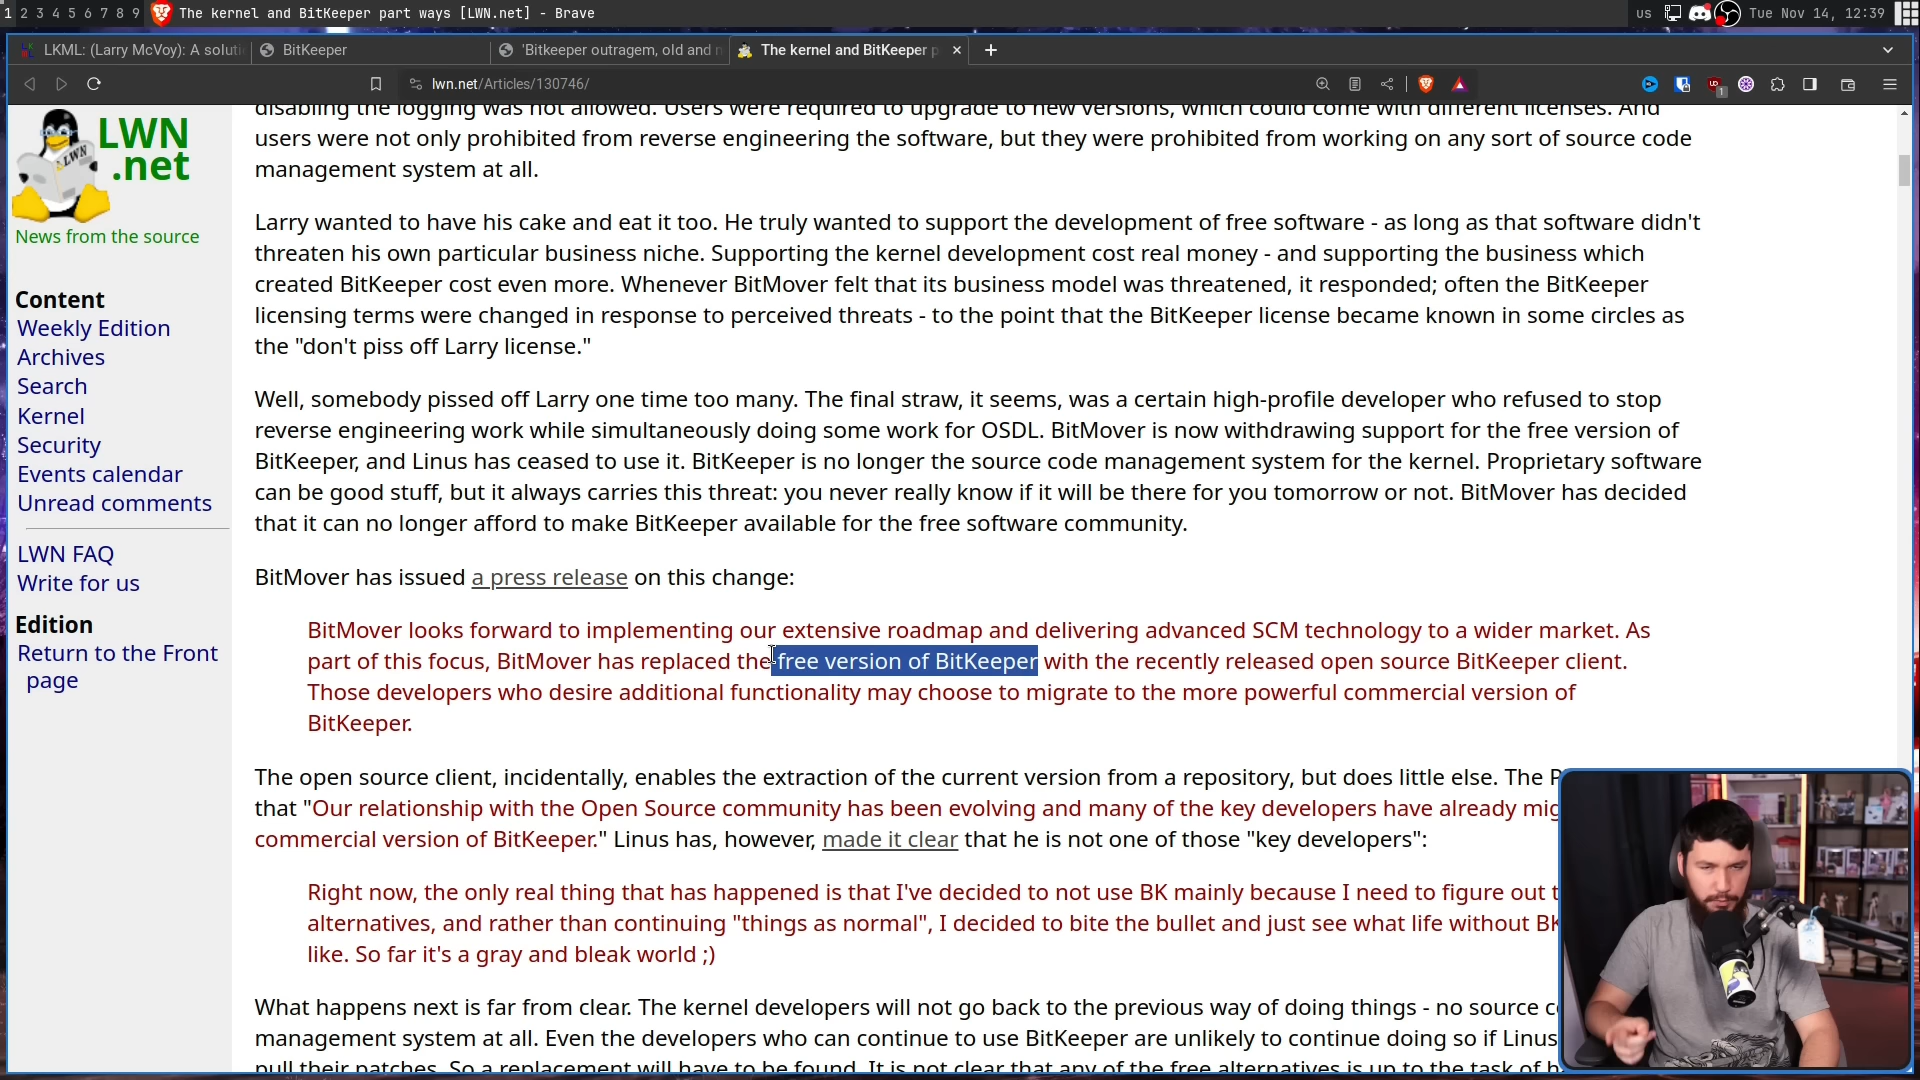 1 2 3 4 5 6 7 8 9 The kernel and BitKeeper part ways [LWN.net] - Brave us Tue Nov 14, 12:39
LKML: (Larry McVoy): A soluti BitKeeper 'Bitkeeper outragem, old and n The kernel and BitKeeper p
lwn.net/Articles/130746/
LWN
.net
LWN
News from the source
Content
Weekly Edition
Archives
Search
Kernel
Security
Events calendar
Unread comments
LWN FAQ
Write for us
Edition
Return to the Front
page
disabling the logging was not allowed. Users were required to upgrade to new versions, which could come with different licenses. And
users were not only prohibited from reverse engineering the software, but they were prohibited from working on any sort of source code
management system at all.
Larry wanted to have his cake and eat it too. He truly wanted to support the development of free software - as long as that software didn't
threaten his own particular business niche. Supporting the kernel development cost real money - and supporting the business which
created BitKeeper cost even more. Whenever BitMover felt that its business model was threatened, it responded; often the BitKeeper
licensing terms were changed in response to perceived threats - to the point that the BitKeeper license became known in some circles as
the "don't piss off Larry license."
Well, somebody pissed off Larry one time too many. The final straw, it seems, was a certain high-profile developer who refused to stop
reverse engineering work while simultaneously doing some work for OSDL. BitMover is now withdrawing support for the free version of
BitKeeper, and Linus has ceased to use it. BitKeeper is no longer the source code management system for the kernel. Proprietary software
can be good stuff, but it always carries this threat: you never really know if it will be there for you tomorrow or not. BitMover has decided
that it can no longer afford to make BitKeeper available for the free software community.
BitMover has issued a press release on this change:
BitMover looks forward to implementing our extensive roadmap and delivering advanced SCM technology to a wider market. As
part of this focus, BitMover has replaced the free version of BitKeeper with the recently released open source BitKeeper client.
Those developers who desire additional functionality may choose to migrate to the more powerful commercial version of
BitKeeper.
The open source client, incidentally, enables the extraction of the current version from a repository, but does little else. The P
that "Our relationship with the Open Source community has been evolving and many of the key developers have already mig
commercial version of BitKeeper." Linus has, however, made it clear that he is not one of those "key developers":
Right now, the only real thing that has happened is that I've decided to not use BK mainly because I need to figure out t
alternatives, and rather than continuing "things as normal", I decided to bite the bullet and just see what life without BK
like. So far it's a gray and bleak world ;)
What happens next is far from clear. The kernel developers will not go back to the previous way of doing things - no source c
management system at all. Even the developers who can continue to use BitKeeper are unlikely to continue doing so if Linus
pull their patches. So a replacement will have to be found. It is not clear that any of the free alternatives is up to the task of h